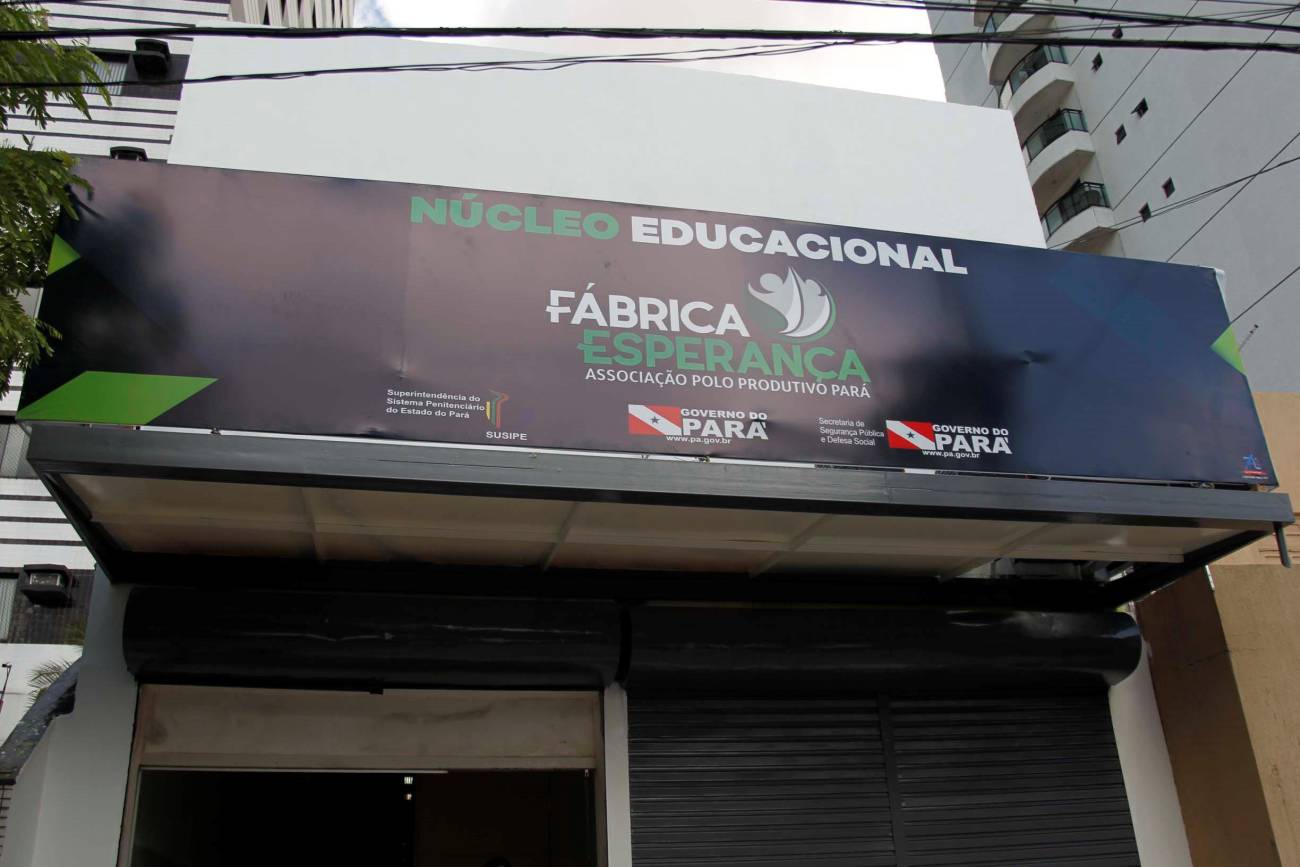 NÚCLEO EDUCACIONAL
FÁBRICA
ESPERANÇA
ASSOCIAÇÃO POLO PRODUTIVO PARÁ
Superintendência do
Sistema Penitenciário
do Estado do Pará
SUSIPE
GOVERNO DO
PARÁ
www.pa.gov.br
Secretaria de
Segurança Pública
e Defesa Social
GOVERNO DO
PARÁ
www.pa.gov.br